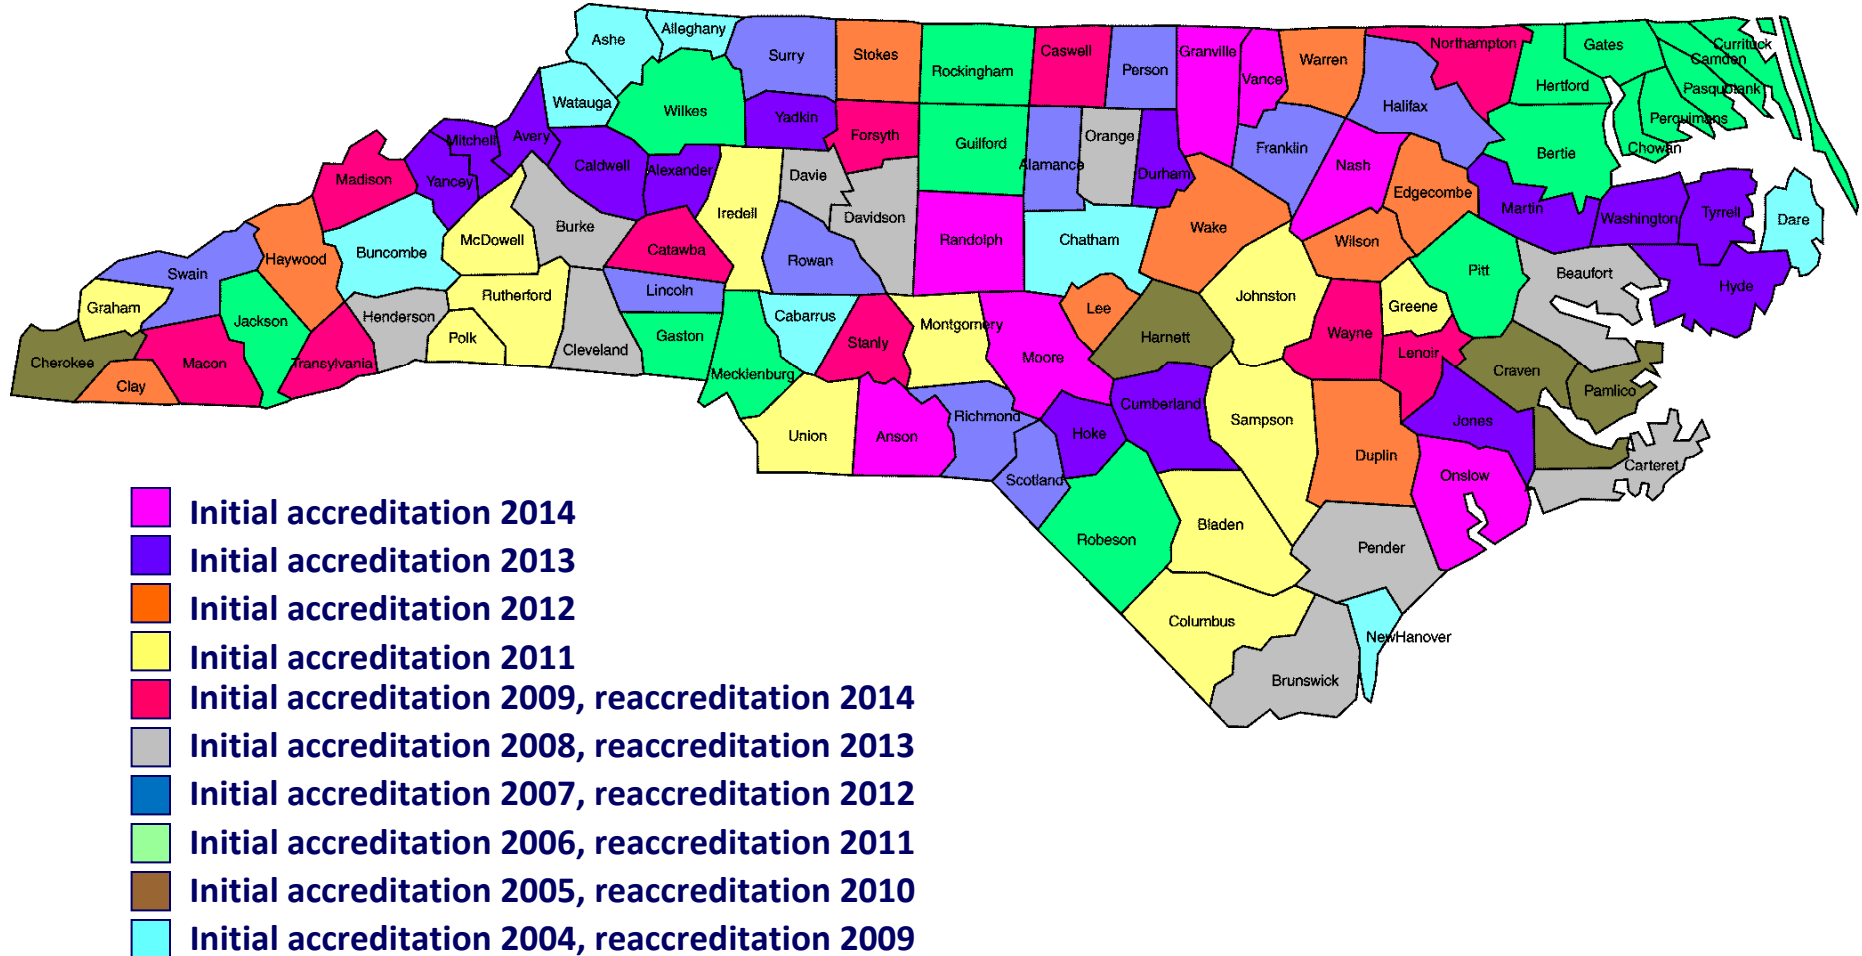 Ashe
Alleghany
Surry
Stokes
Rockingham
Caswell
Person
Granville
Vance
Warren
Northampton
Gates
Currituck
Camden
Hertford
Pasquotank
Perquimans
Chowan
Halifax
Watauga
Wilkes
Yadkin
Forsyth
Guilford
Alamance
Orange
Durham
Franklin
Nash
Edgecombe
Bertie
Mitchell
Avery
Yancey
Caldwell
Alexander
Madison
Iredell
Davie
Davidson
Randolph
Chatham
Wake
Wilson
Martin
Washington
Tyrrell
Dare
Buncombe
McDowell
Burke
Catawba
Rowan
Haywood
Swain
Graham
Jackson
Henderson
Rutherford
Polk
Cleveland
Lincoln
Gaston
Cabarrus
Stanly
Montgomery
Moore
Lee
Harnett
Johnston
Greene
Pitt
Beaufort
Hyde
Cherokee
Clay
Macon
Transylvania
Mecklenburg
Wayne
Lenoir
Craven
Pamlico
Union
Anson
Richmond
Scotland
Hoke
Cumberland
Sampson
Duplin
Jones
Onslow
Carteret
Robeson
Bladen
Pender
Columbus
Brunswick
NewHanover
Initial accreditation 2014
Initial accreditation 2013
Initial accreditation 2012
Initial accreditation 2011
Initial accreditation 2009, reaccreditation 2014
Initial accreditation 2008, reaccreditation 2013
Initial accreditation 2007, reaccreditation 2012
Initial accreditation 2006, reaccreditation 2011
Initial accreditation 2005, reaccreditation 2010
Initial accreditation 2004, reaccreditation 2009